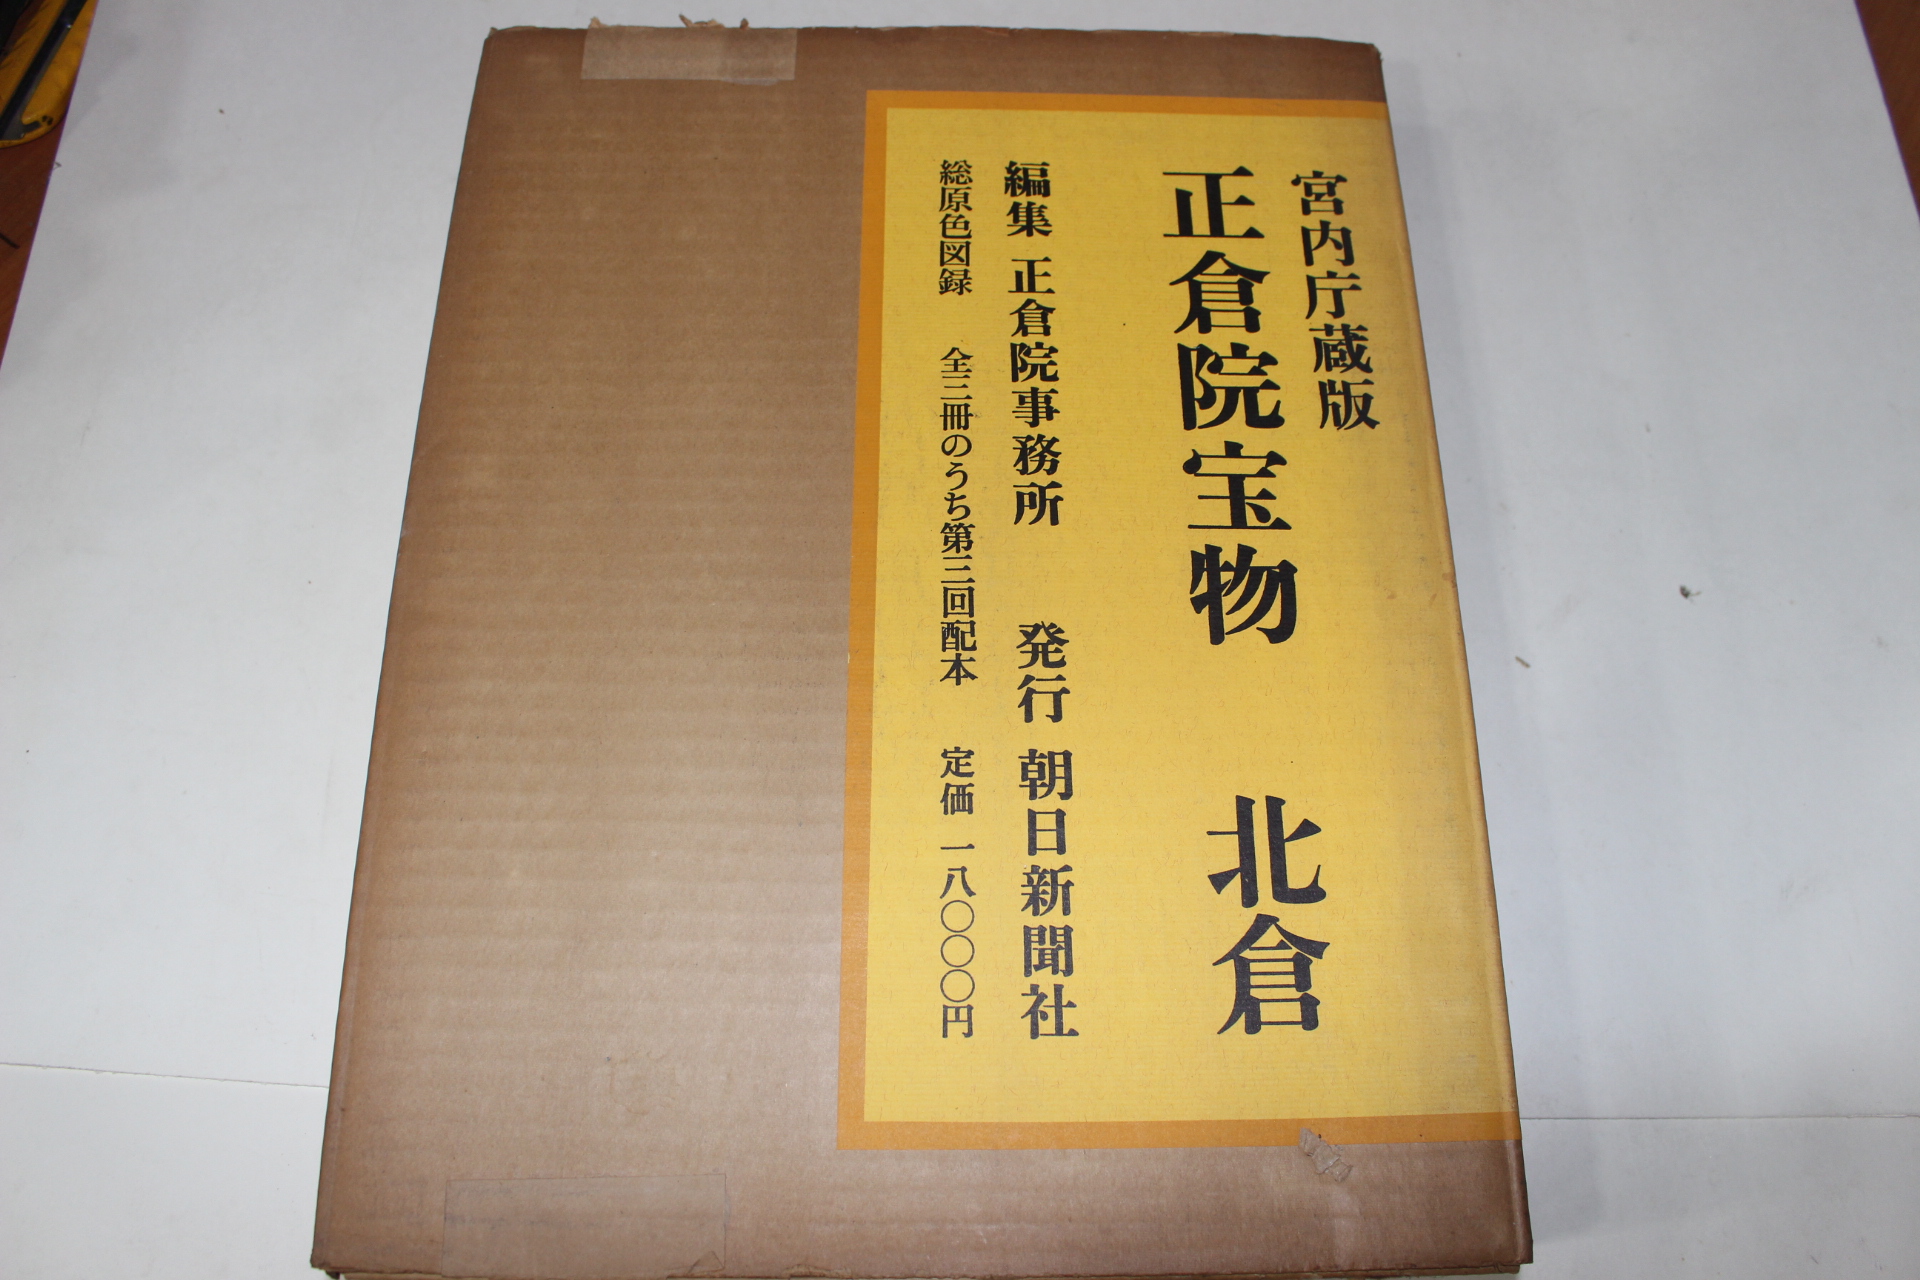 宮内庁蔵版
正倉院宝物 北倉
編集 正倉院事務所 発行 朝日新聞社
総原色図録 全三冊のうち第三回配本 定価 一八〇〇〇円